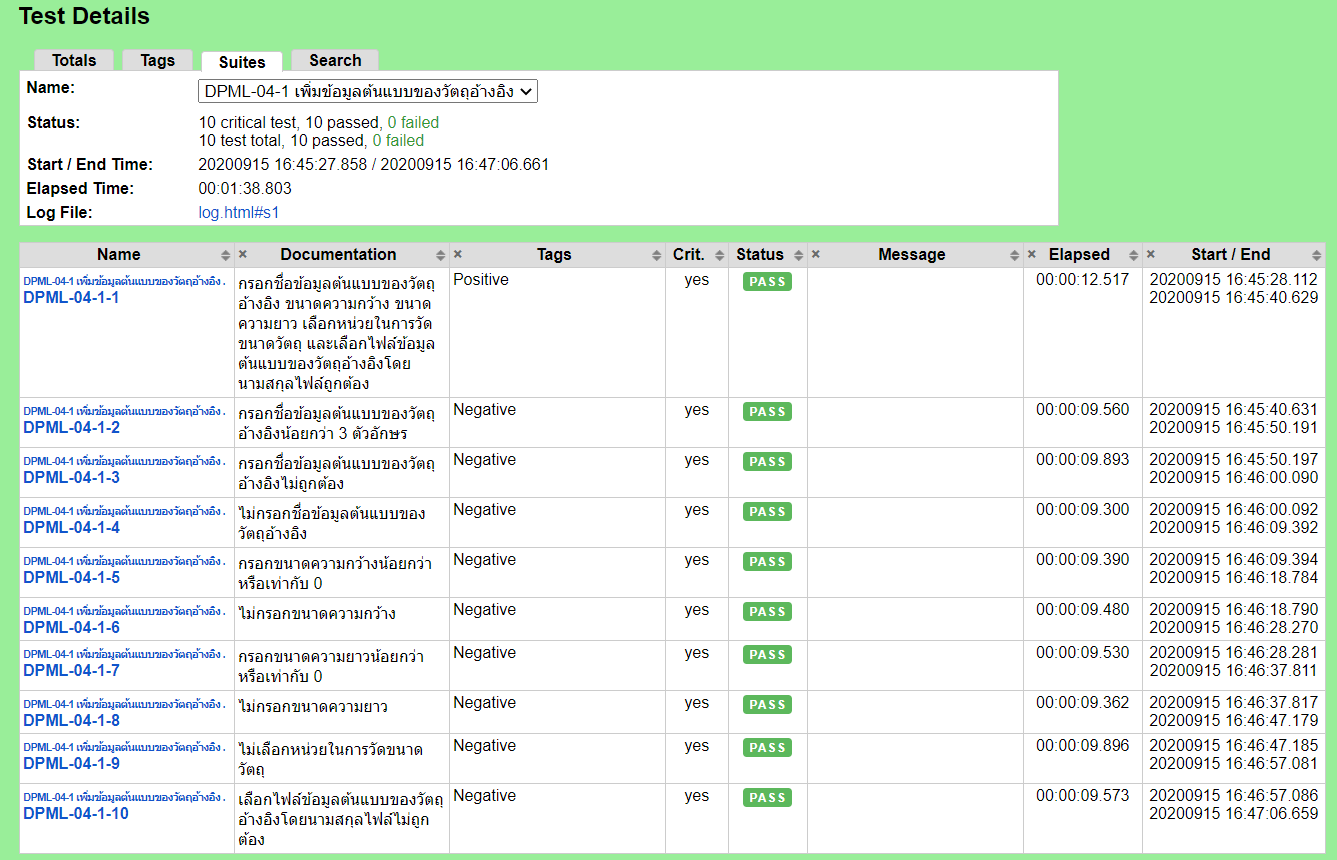 Test Details
Totals Tags Suites Search
Name: DPML-04-1 เพิ่มข้อมูลต้นแบบของวัตถุอ้างอิง
Status: 10 critical test, 10 passed, 0 failed
10 test total, 10 passed, 0 failed
Start / End Time: 20200915 16:45:27.858 / 20200915 16:47:06.661
Elapsed Time: 00:01:38.803
Log File: log.html#s1
Name × Documentation × Tags Crit. Status × Message × Elapsed × Start / End
DPML-04-1 เพิ่มข้อมูลต้นแบบของวัตถุอ้างอิง .
DPML-04-1-1
กรอกชื่อข้อมูลต้นแบบของวัตถุ
อ้างอิง ขนาดความกว้าง ขนาด
ความยาว เลือกหน่วยในการวัด
ขนาดวัตถุ และเลือกไฟล์ข้อมูล
ต้นแบบของวัตถุอ้างอิงโดย
นามสกุลไฟล์ถูกต้อง
Positive yes PASS 00:00:12.517 20200915 16:45:28.112
20200915 16:45:40.629
DPML-04-1 เพิ่มข้อมูลต้นแบบของวัตถุอ้างอิง .
DPML-04-1-2
กรอกชื่อข้อมูลต้นแบบของวัตถุ
อ้างอิงน้อยกว่า 3 ตัวอักษร
Negative yes PASS 00:00:09.560 20200915 16:45:40.631
20200915 16:45:50.191
DPML-04-1 เพิ่มข้อมูลต้นแบบของวัตถุอ้างอิง .
DPML-04-1-3
กรอกชื่อข้อมูลต้นแบบของวัตถุ
อ้างอิงไม่ถูกต้อง
Negative yes PASS 00:00:09.893 20200915 16:45:50.197
20200915 16:46:00.090
DPML-04-1 เพิ่มข้อมูลต้นแบบของวัตถุอ้างอิง .
DPML-04-1-4
ไม่กรอกชื่อข้อมูลต้นแบบของ
วัตถุอ้างอิง
Negative yes PASS 00:00:09.300 20200915 16:46:00.092
20200915 16:46:09.392
DPML-04-1 เพิ่มข้อมูลต้นแบบของวัตถุอ้างอิง .
DPML-04-1-5
กรอกขนาดความกว้างน้อยกว่า
หรือเท่ากับ 0
Negative yes PASS 00:00:09.390 20200915 16:46:09.394
20200915 16:46:18.784
DPML-04-1 เพิ่มข้อมูลต้นแบบของวัตถุอ้างอิง .
DPML-04-1-6
ไม่กรอกขนาดความกว้าง
Negative yes PASS 00:00:09.480 20200915 16:46:18.790
20200915 16:46:28.270
DPML-04-1 เพิ่มข้อมูลต้นแบบของวัตถุอ้างอิง .
DPML-04-1-7
กรอกขนาดความยาวน้อยกว่า
หรือเท่ากับ 0
Negative yes PASS 00:00:09.530 20200915 16:46:28.281
20200915 16:46:37.811
DPML-04-1 เพิ่มข้อมูลต้นแบบของวัตถุอ้างอิง .
DPML-04-1-8
ไม่กรอกขนาดความยาว
Negative yes PASS 00:00:09.362 20200915 16:46:37.817
20200915 16:46:47.179
DPML-04-1 เพิ่มข้อมูลต้นแบบของวัตถุอ้างอิง .
DPML-04-1-9
ไม่เลือกหน่วยในการวัดขนาด
วัตถุ
Negative yes PASS 00:00:09.896 20200915 16:46:47.185
20200915 16:46:57.081
DPML-04-1 เพิ่มข้อมูลต้นแบบของวัตถุอ้างอิง .
DPML-04-1-10
เลือกไฟล์ข้อมูลต้นแบบของวัตถุ
อ้างอิงโดยนามสกุลไฟล์ไม่ถูก
ต้อง
Negative yes PASS 00:00:09.573 20200915 16:46:57.086
20200915 16:47:06.659